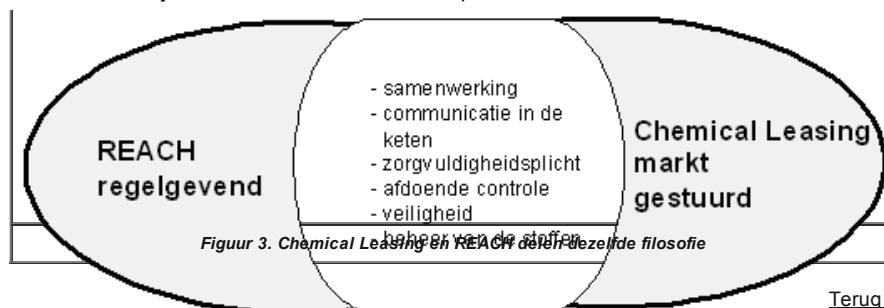 REACH
regelgevend
- samenwerking
- communicatie in de
keten
- zorgvuldigheidsplicht
- afdoende controle
- veiligheid
- beheer van de stoffen
Chemical Leasing
markt
gestuurd
Figuur 3. Chemical Leasing en REACH delen dezelfde filosofie
Terug